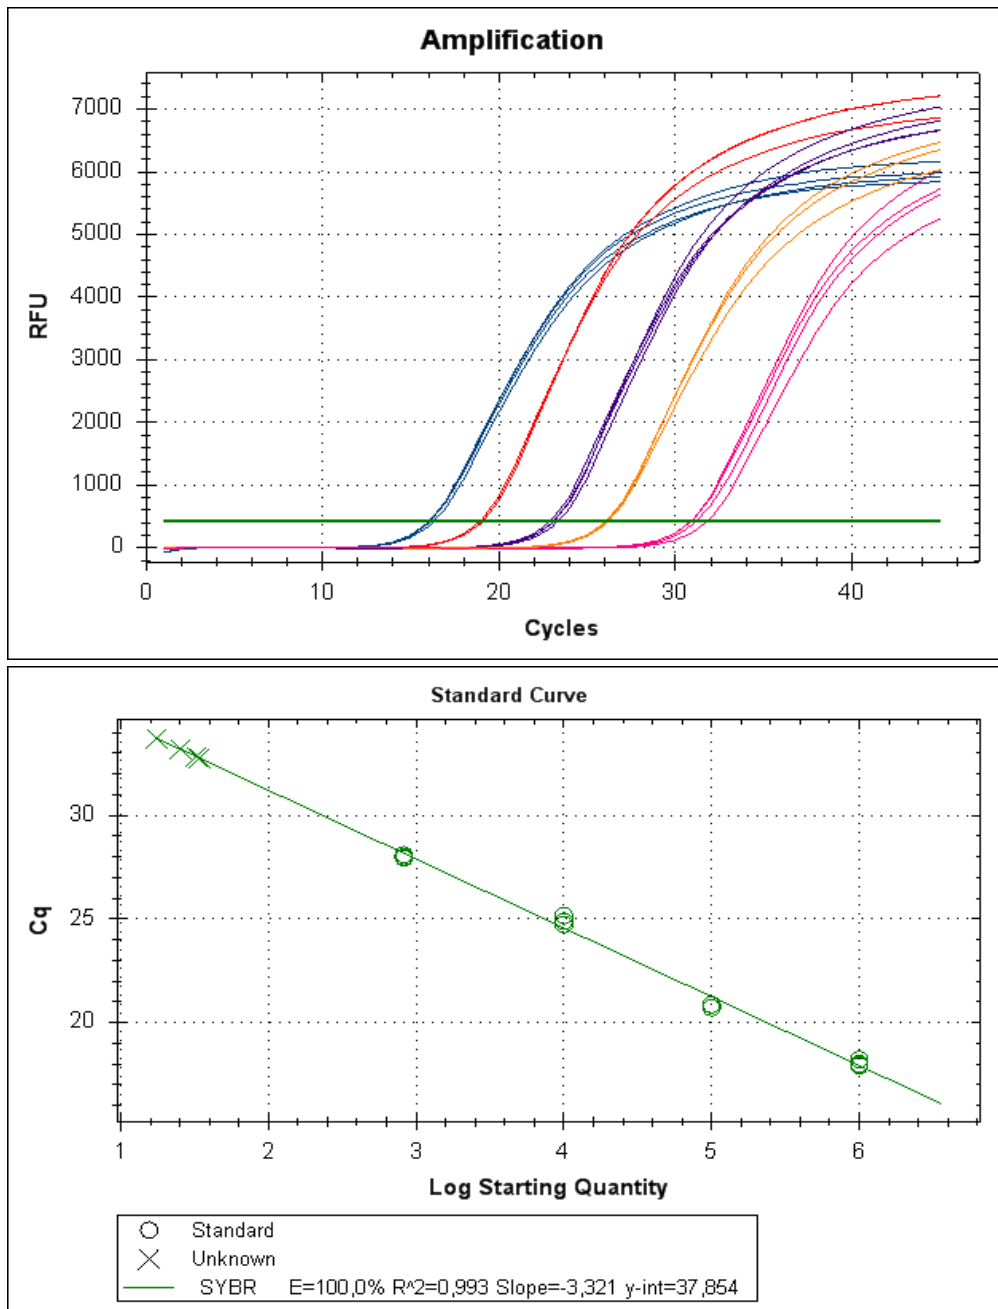 Amplification
7000
6000
5000
4000
3000
2000
1000
0
RFU
0 10 20 30 40
Cycles
Standard Curve
30
25
20
Cq
1 2 3 4 5 6
Log Starting Quantity
Standard
Unknown
SYBR E=100,0% R^2=0,993 Slope=-3,321 y-int=37,854